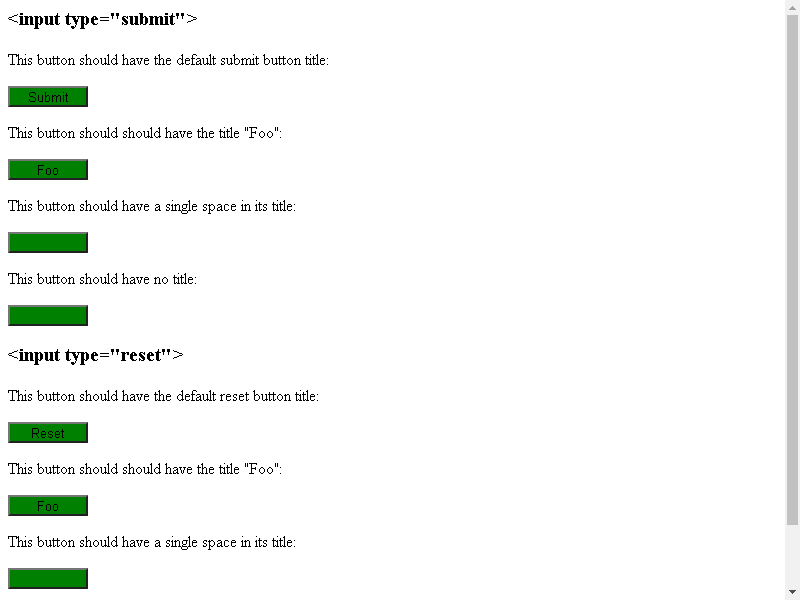 <input type="submit">
This button should have the default submit button title:
Submit
This button should should have the title "Foo":
Foo
This button should have a single space in its title:
This button should have no title:
<input type="reset">
This button should have the default reset button title:
Reset
This button should should have the title "Foo":
Foo
This button should have a single space in its title: